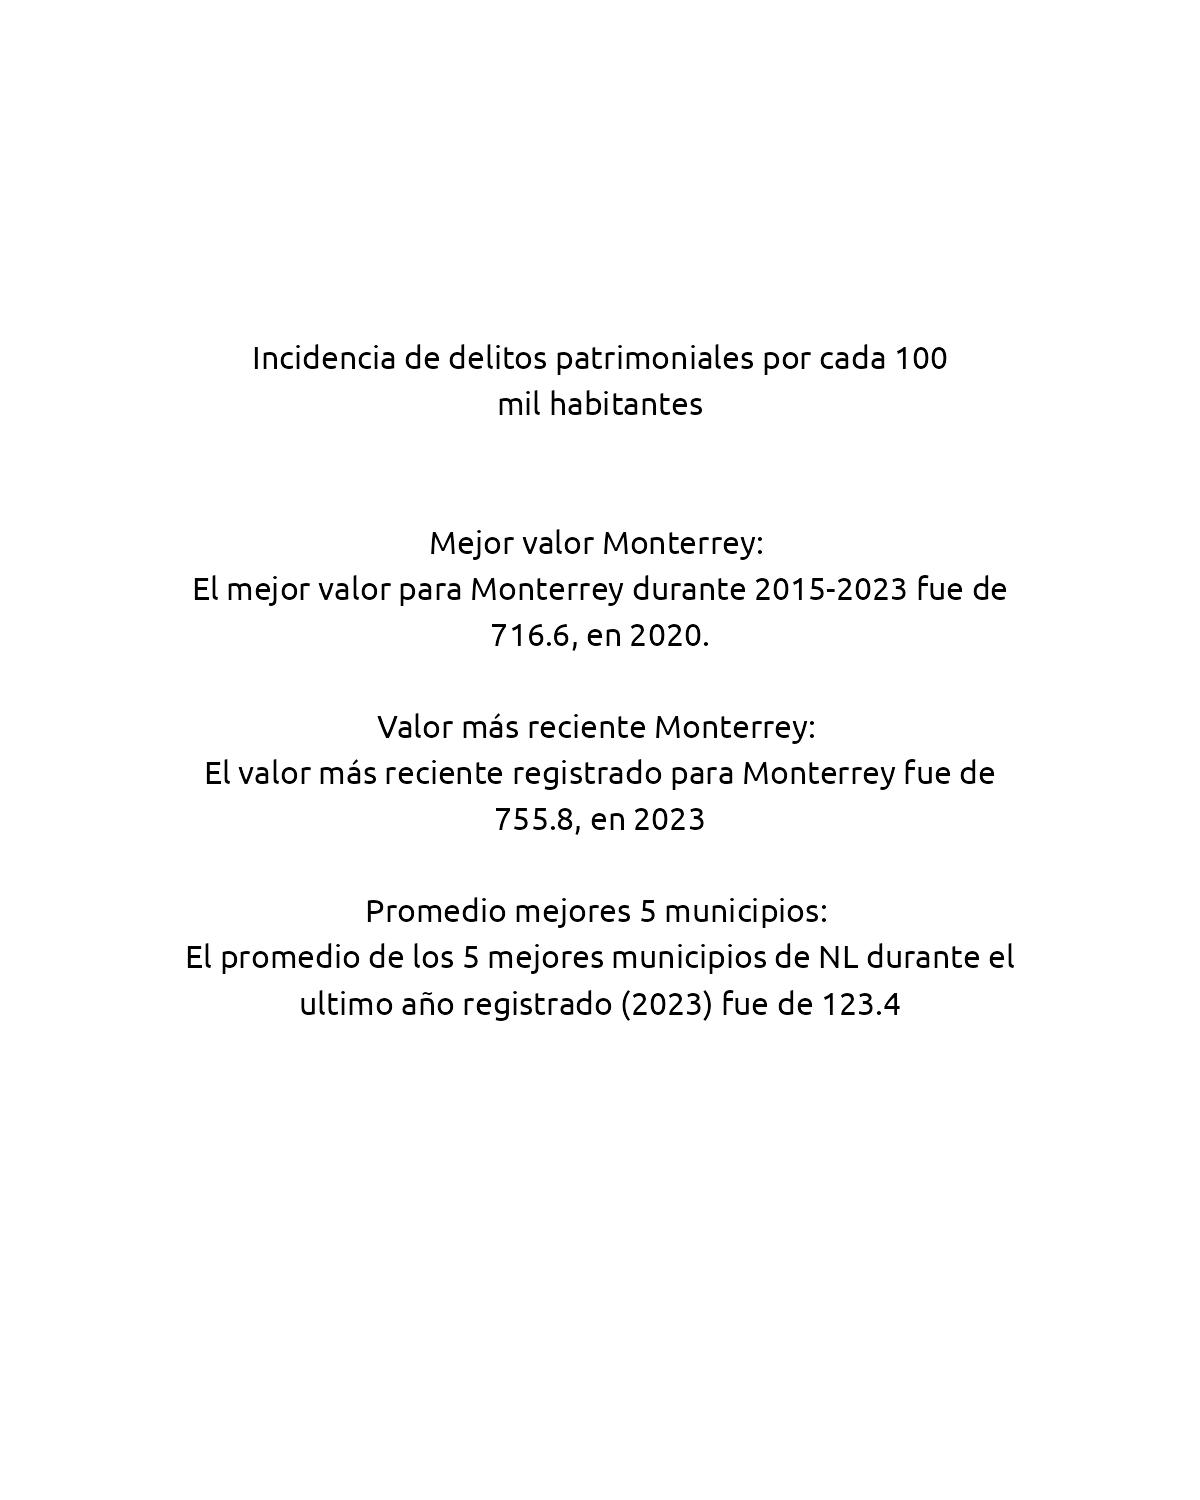 Incidencia de delitos patrimoniales por cada 100
mil habitantes
Mejor valor Monterrey:
El mejor valor para Monterrey durante 2015-2023 fue de
716.6, en 2020.
Valor más reciente Monterrey:
El valor más reciente registrado para Monterrey fue de
755.8, en 2023
Promedio mejores 5 municipios:
El promedio de los 5 mejores municipios de NL durante el
ultimo año registrado (2023) fue de 123.4